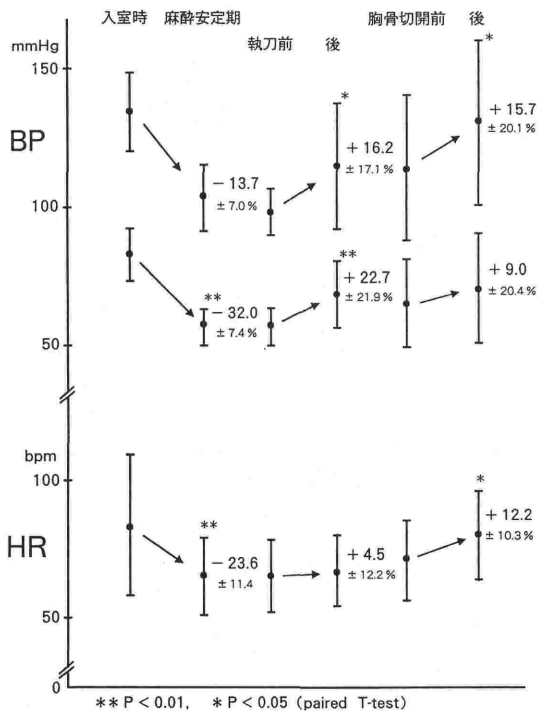 入室時 麻酔安定期 執刀前 後 胸骨切開前 後
mmHg
150
BP
100
50
* *
+ 15.7
± 20.1 %
+ 16.2
± 17.1 %
− 13.7
± 7.0 %
** **
+ 9.0
± 20.4 %
+ 22.7
± 21.9 %
− 32.0
± 7.4 %
bpm
100
HR
50
0
** *
+ 12.2
± 10.3 %
+ 4.5
± 12.2 %
− 23.6
± 11.4
** P < 0.01, * P < 0.05 (paired T-test)